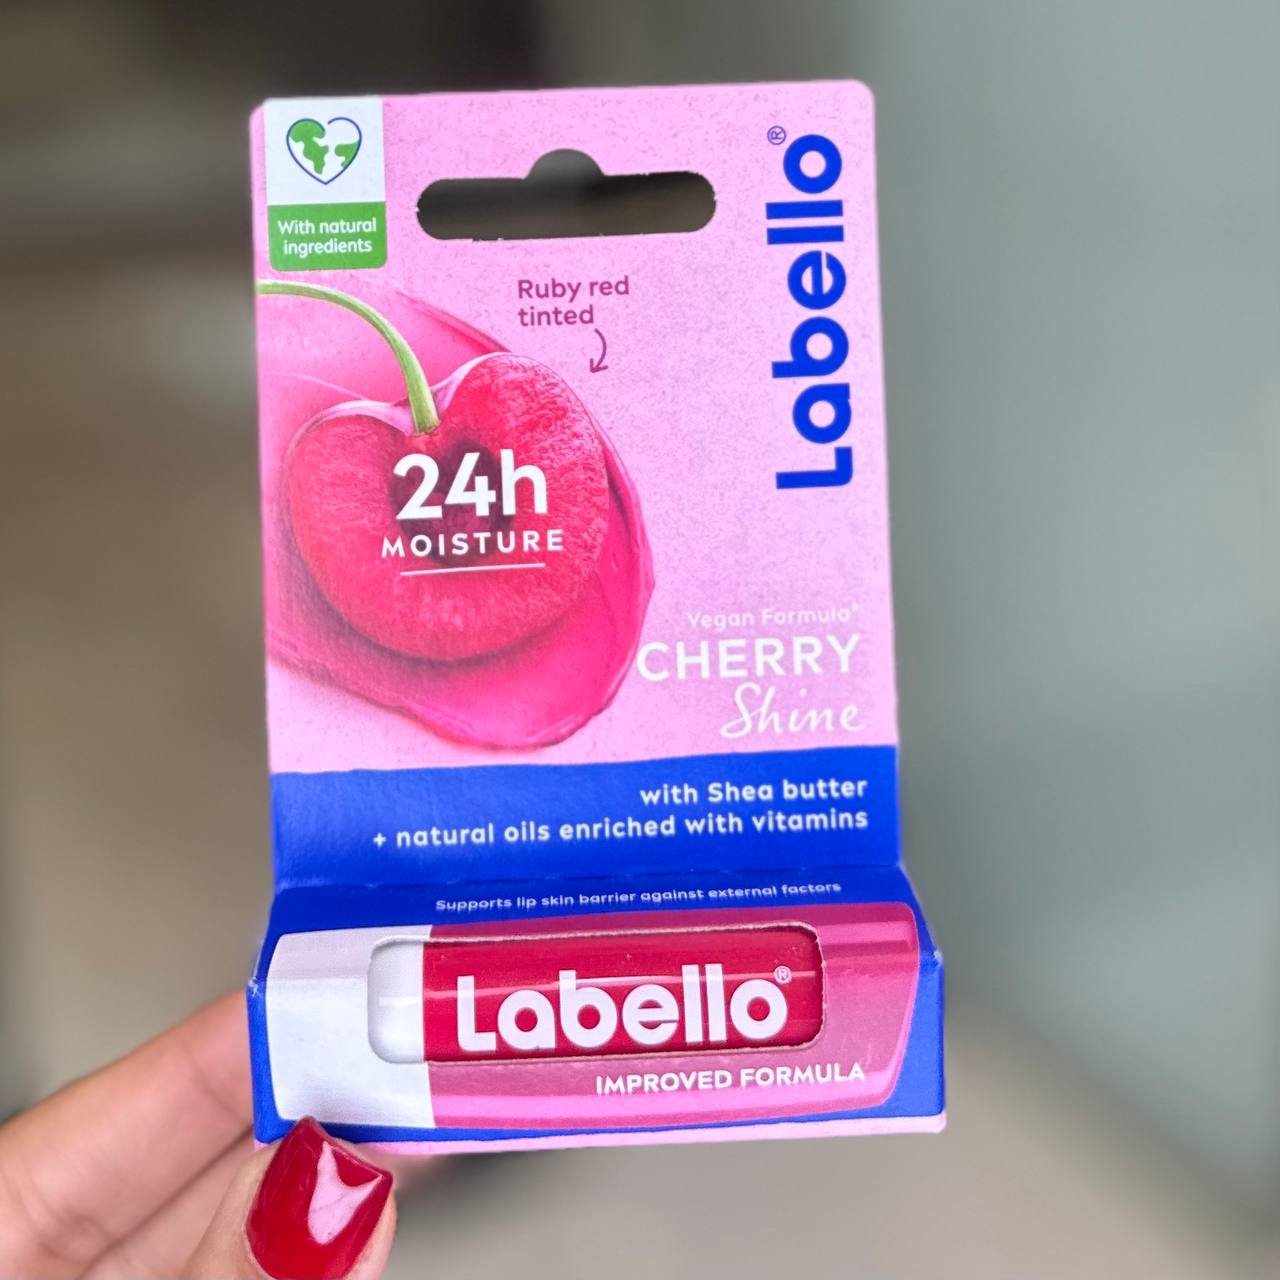 With natural
ingredients
Labello®
Ruby red
tinted
24h
MOISTURE
Vegan Formula*
CHERRY
Shine
with Shea butter
+ natural oils enriched with vitamins
Supports lip skin barrier against external factors
Labello®
IMPROVED FORMULA